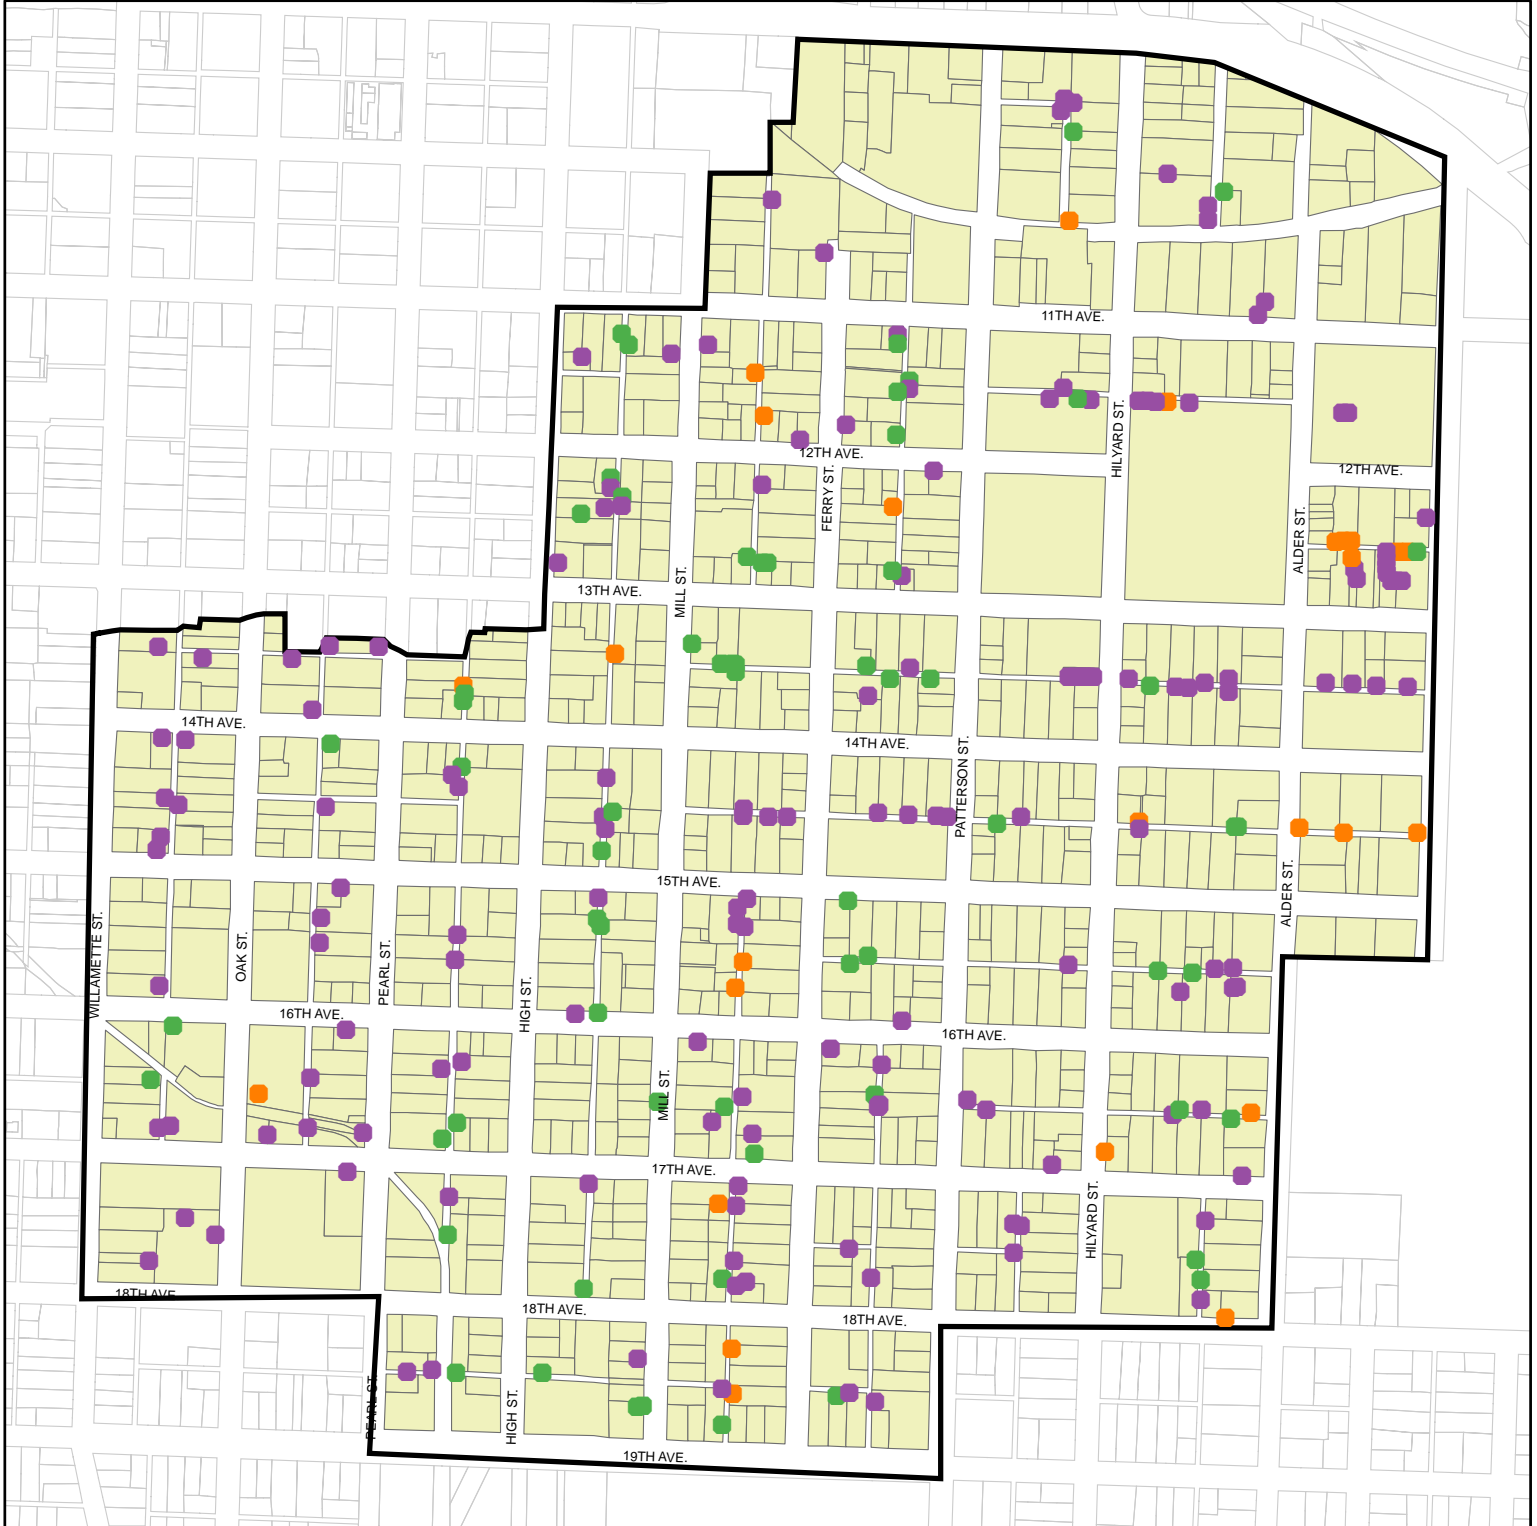 11TH AVE.
HILYARD ST.
12TH AVE.
12TH AVE.
FERRY ST.
ALDER ST.
13TH AVE.
MILL ST.
14TH AVE.
14TH AVE.
PATTERSON ST.
15TH AVE.
ALDER ST.
WILLAMETTE ST.
OAK ST.
PEARL ST.
HIGH ST.
16TH AVE.
16TH AVE.
MILL ST.
17TH AVE.
HILYARD ST.
18TH AVE.
18TH AVE.
18TH AVE.
PEARL ST.
HIGH ST.
19TH AVE.